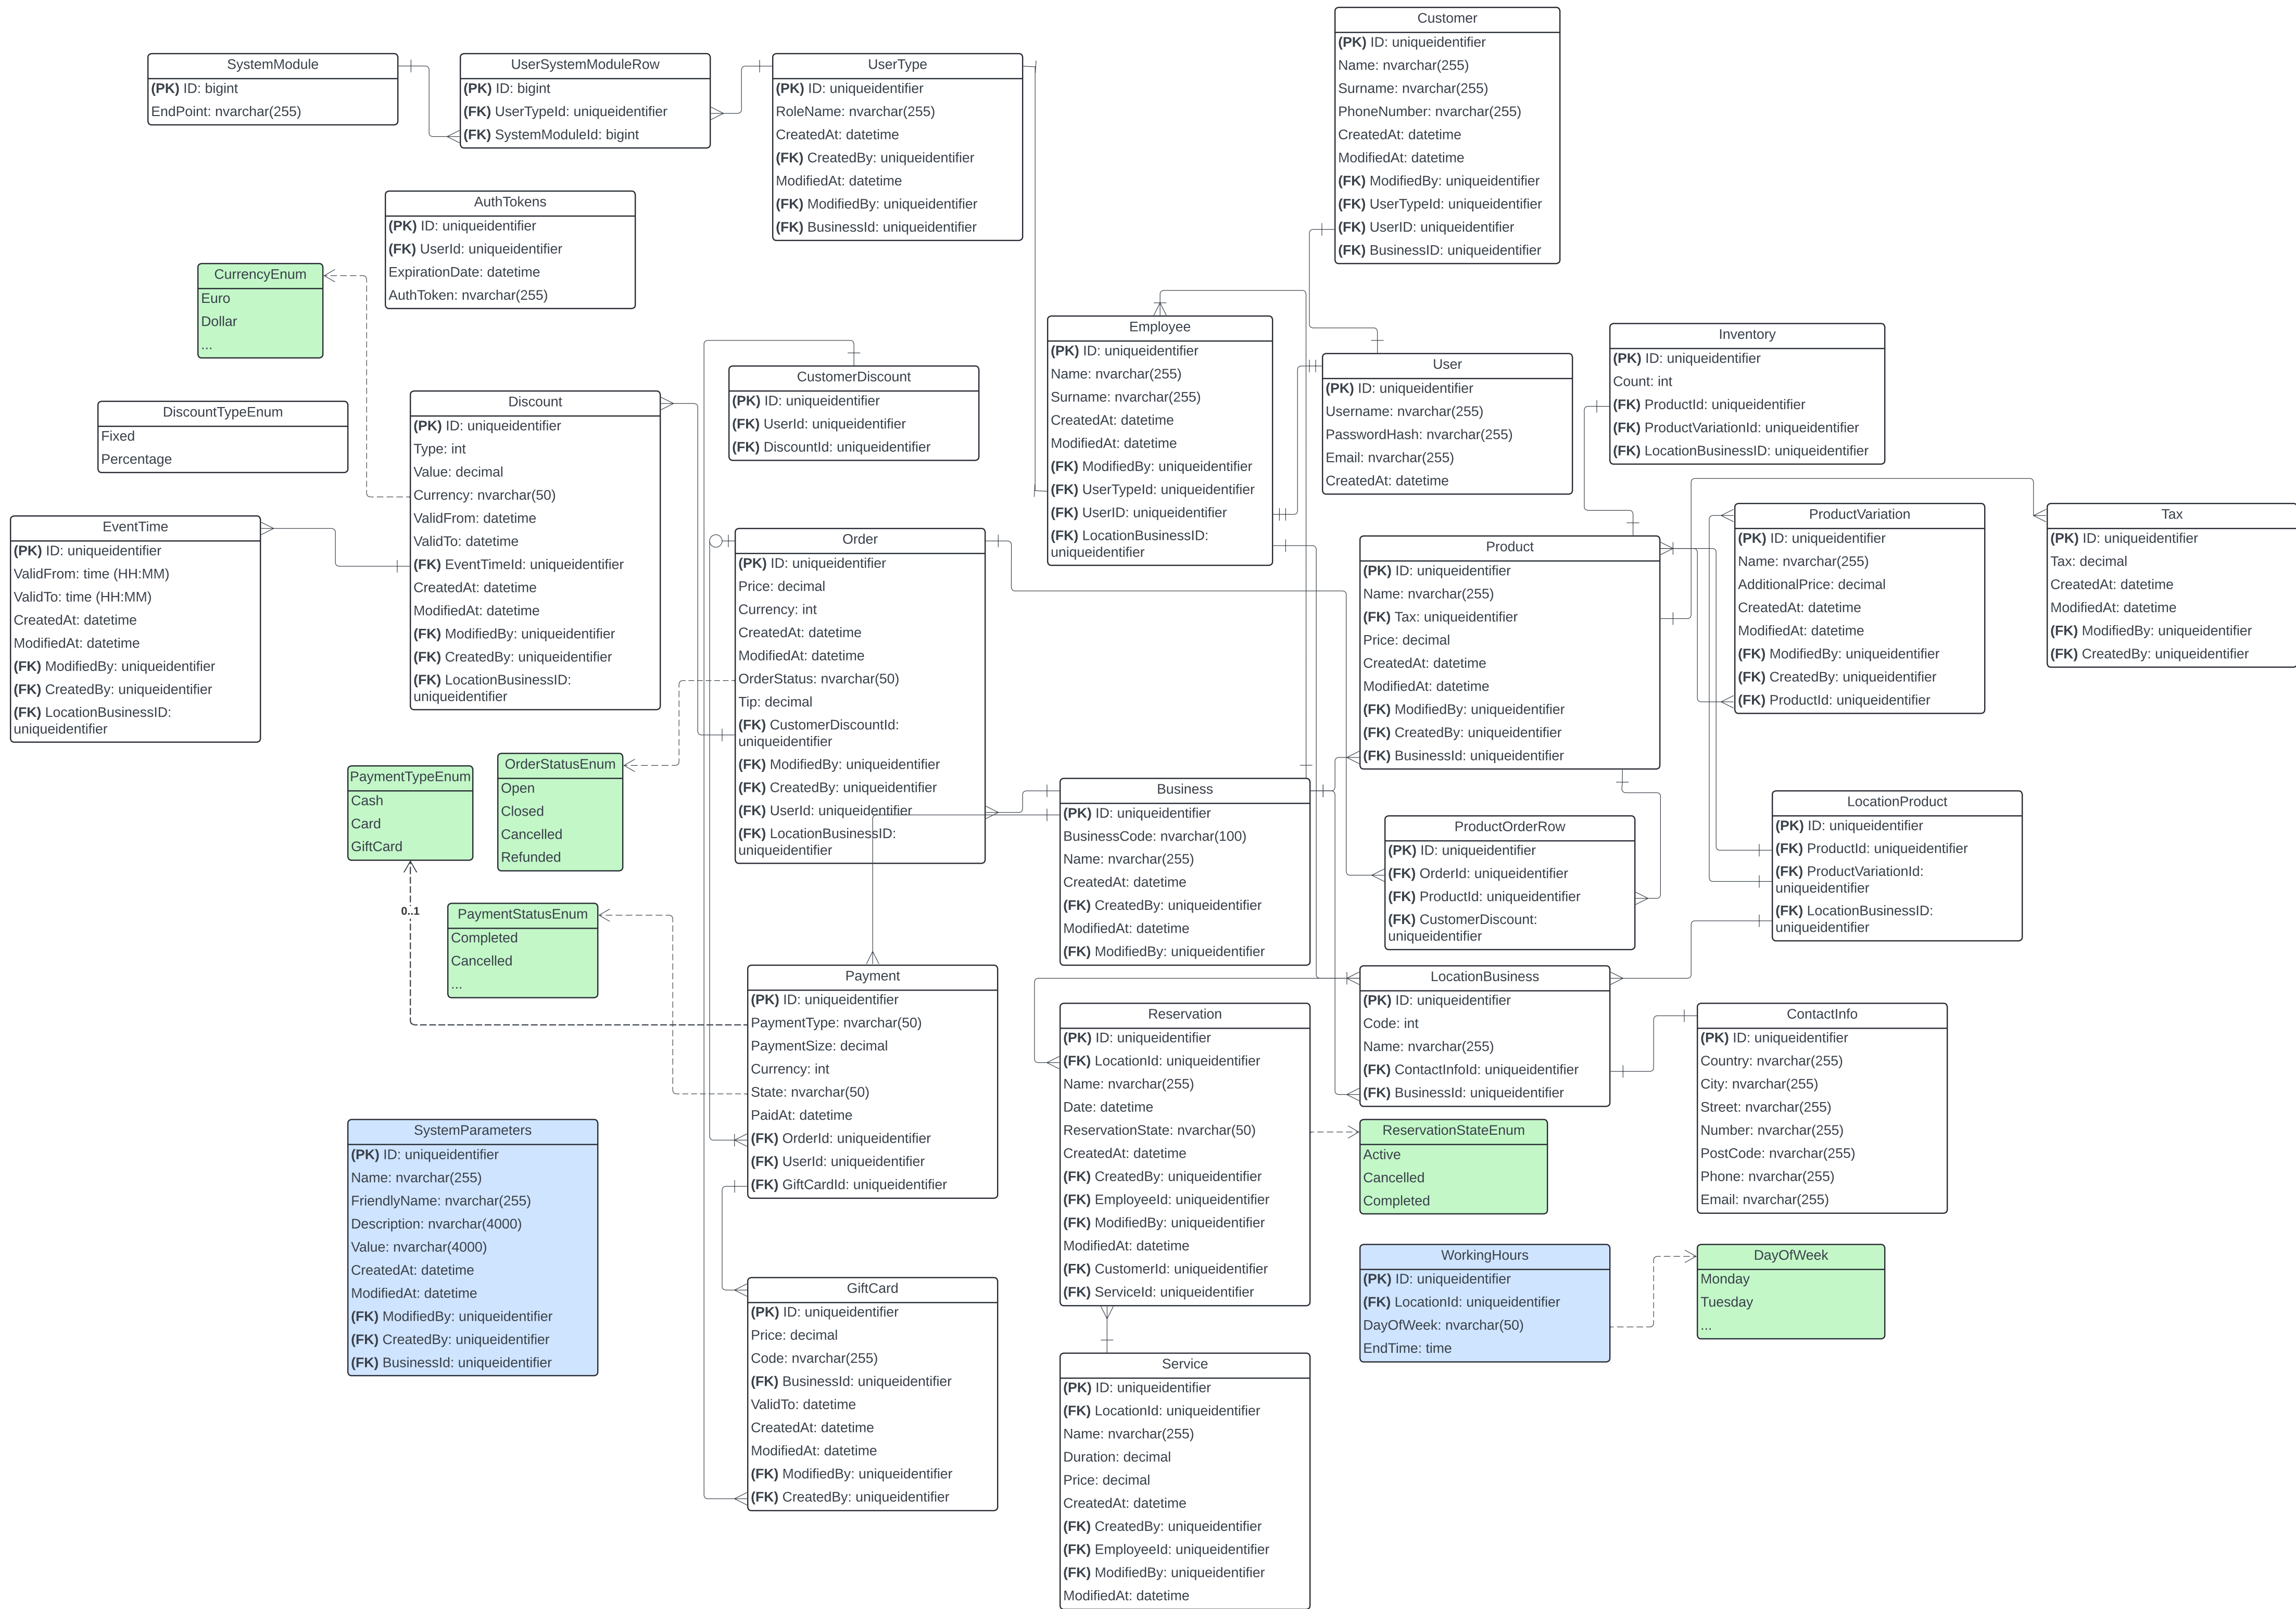 Customer
(PK) ID: uniqueidentifier
Name: nvarchar(255)
Surname: nvarchar(255)
PhoneNumber: nvarchar(255)
CreatedAt: datetime
ModifiedAt: datetime
(FK) ModifiedBy: uniqueidentifier
(FK) UserTypeId: uniqueidentifier
(FK) UserID: uniqueidentifier
(FK) BusinessID: uniqueidentifier
SystemModule
(PK) ID: bigint
EndPoint: nvarchar(255)
UserSystemModuleRow
(PK) ID: bigint
(FK) UserTypeId: uniqueidentifier
(FK) SystemModuleId: bigint
UserType
(PK) ID: uniqueidentifier
RoleName: nvarchar(255)
CreatedAt: datetime
(FK) CreatedBy: uniqueidentifier
ModifiedAt: datetime
(FK) ModifiedBy: uniqueidentifier
(FK) BusinessId: uniqueidentifier
AuthTokens
(PK) ID: uniqueidentifier
(FK) UserId: uniqueidentifier
ExpirationDate: datetime
AuthToken: nvarchar(255)
CurrencyEnum
Euro
Dollar
...
Employee
(PK) ID: uniqueidentifier
Name: nvarchar(255)
Surname: nvarchar(255)
CreatedAt: datetime
ModifiedAt: datetime
(FK) ModifiedBy: uniqueidentifier
(FK) UserTypeId: uniqueidentifier
(FK) UserID: uniqueidentifier
(FK) LocationBusinessID:
uniqueidentifier
User
(PK) ID: uniqueidentifier
Username: nvarchar(255)
PasswordHash: nvarchar(255)
Email: nvarchar(255)
CreatedAt: datetime
Inventory
(PK) ID: uniqueidentifier
Count: int
(FK) ProductId: uniqueidentifier
(FK) ProductVariationId: uniqueidentifier
(FK) LocationBusinessID: uniqueidentifier
CustomerDiscount
(PK) ID: uniqueidentifier
(FK) UserId: uniqueidentifier
(FK) DiscountId: uniqueidentifier
DiscountTypeEnum
Fixed
Percentage
Discount
(PK) ID: uniqueidentifier
Type: int
Value: decimal
Currency: nvarchar(50)
ValidFrom: datetime
ValidTo: datetime
(FK) EventTimeId: uniqueidentifier
CreatedAt: datetime
ModifiedAt: datetime
(FK) ModifiedBy: uniqueidentifier
(FK) CreatedBy: uniqueidentifier
(FK) LocationBusinessID:
uniqueidentifier
EventTime
(PK) ID: uniqueidentifier
ValidFrom: time (HH:MM)
ValidTo: time (HH:MM)
CreatedAt: datetime
ModifiedAt: datetime
(FK) ModifiedBy: uniqueidentifier
(FK) CreatedBy: uniqueidentifier
(FK) LocationBusinessID:
uniqueidentifier
Order
(PK) ID: uniqueidentifier
Price: decimal
Currency: int
CreatedAt: datetime
ModifiedAt: datetime
OrderStatus: nvarchar(50)
Tip: decimal
(FK) CustomerDiscountId:
uniqueidentifier
(FK) ModifiedBy: uniqueidentifier
(FK) CreatedBy: uniqueidentifier
(FK) UserId: uniqueidentifier
(FK) LocationBusinessID:
uniqueidentifier
Product
(PK) ID: uniqueidentifier
Name: nvarchar(255)
(FK) Tax: uniqueidentifier
Price: decimal
CreatedAt: datetime
ModifiedAt: datetime
(FK) ModifiedBy: uniqueidentifier
(FK) CreatedBy: uniqueidentifier
(FK) BusinessId: uniqueidentifier
ProductVariation
(PK) ID: uniqueidentifier
Name: nvarchar(255)
AdditionalPrice: decimal
CreatedAt: datetime
ModifiedAt: datetime
(FK) ModifiedBy: uniqueidentifier
(FK) CreatedBy: uniqueidentifier
(FK) ProductId: uniqueidentifier
Tax
(PK) ID: uniqueidentifier
Tax: decimal
CreatedAt: datetime
ModifiedAt: datetime
(FK) ModifiedBy: uniqueidentifier
(FK) CreatedBy: uniqueidentifier
PaymentTypeEnum
Cash
Card
GiftCard
0..1
OrderStatusEnum
Open
Closed
Cancelled
Refunded
PaymentStatusEnum
Completed
Cancelled
...
Business
(PK) ID: uniqueidentifier
BusinessCode: nvarchar(100)
Name: nvarchar(255)
CreatedAt: datetime
(FK) CreatedBy: uniqueidentifier
ModifiedAt: datetime
(FK) ModifiedBy: uniqueidentifier
ProductOrderRow
(PK) ID: uniqueidentifier
(FK) OrderId: uniqueidentifier
(FK) ProductId: uniqueidentifier
(FK) CustomerDiscount:
uniqueidentifier
LocationProduct
(PK) ID: uniqueidentifier
(FK) ProductId: uniqueidentifier
(FK) ProductVariationId:
uniqueidentifier
(FK) LocationBusinessID:
uniqueidentifier
Payment
(PK) ID: uniqueidentifier
PaymentType: nvarchar(50)
PaymentSize: decimal
Currency: int
State: nvarchar(50)
PaidAt: datetime
(FK) OrderId: uniqueidentifier
(FK) UserId: uniqueidentifier
(FK) GiftCardId: uniqueidentifier
LocationBusiness
(PK) ID: uniqueidentifier
Code: int
Name: nvarchar(255)
(FK) ContactInfoId: uniqueidentifier
(FK) BusinessId: uniqueidentifier
Reservation
(PK) ID: uniqueidentifier
(FK) LocationId: uniqueidentifier
Name: nvarchar(255)
Date: datetime
ReservationState: nvarchar(50)
CreatedAt: datetime
(FK) CreatedBy: uniqueidentifier
(FK) EmployeeId: uniqueidentifier
(FK) ModifiedBy: uniqueidentifier
ModifiedAt: datetime
(FK) CustomerId: uniqueidentifier
(FK) ServiceId: uniqueidentifier
ContactInfo
(PK) ID: uniqueidentifier
Country: nvarchar(255)
City: nvarchar(255)
Street: nvarchar(255)
Number: nvarchar(255)
PostCode: nvarchar(255)
Phone: nvarchar(255)
Email: nvarchar(255)
ReservationStateEnum
Active
Cancelled
Completed
SystemParameters
(PK) ID: uniqueidentifier
Name: nvarchar(255)
FriendlyName: nvarchar(255)
Description: nvarchar(4000)
Value: nvarchar(4000)
CreatedAt: datetime
ModifiedAt: datetime
(FK) ModifiedBy: uniqueidentifier
(FK) CreatedBy: uniqueidentifier
(FK) BusinessId: uniqueidentifier
WorkingHours
(PK) ID: uniqueidentifier
(FK) LocationId: uniqueidentifier
DayOfWeek: nvarchar(50)
EndTime: time
DayOfWeek
Monday
Tuesday
...
GiftCard
(PK) ID: uniqueidentifier
Price: decimal
Code: nvarchar(255)
(FK) BusinessId: uniqueidentifier
ValidTo: datetime
CreatedAt: datetime
ModifiedAt: datetime
(FK) ModifiedBy: uniqueidentifier
(FK) CreatedBy: uniqueidentifier
Service
(PK) ID: uniqueidentifier
(FK) LocationId: uniqueidentifier
Name: nvarchar(255)
Duration: decimal
Price: decimal
CreatedAt: datetime
(FK) CreatedBy: uniqueidentifier
(FK) EmployeeId: uniqueidentifier
(FK) ModifiedBy: uniqueidentifier
ModifiedAt: datetime